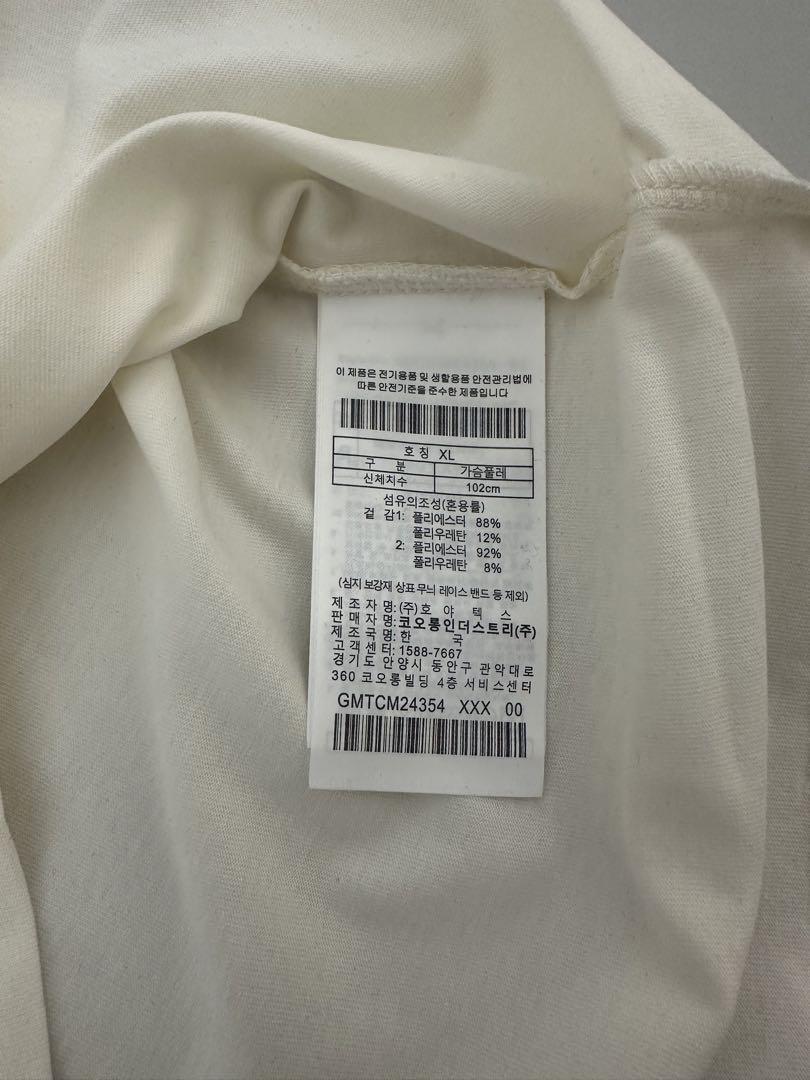 이 제품은 전기용품 및 생활용품 안전관리법에
따른 안전기준을 준수한 제품입니다
호 칭 XL
구 분 가슴둘레
신체치수 102cm
섬유의조성(혼용률)
겉 감1: 폴리에스터 88%
폴리우레탄 12%
2: 폴리에스터 92%
폴리우레탄 8%
(심지 보강재 상표 무늬 레이스 밴드 등 제외)
제 조 자 명: (주)호 야 텍 스
판 매 자 명: 코오롱인더스트리(주)
제 조 국 명: 한 국
고객센터: 1588-7667
경기도 안양시 동안구 관악대로
360 코오롱빌딩 4층 서비스센터
GMTCM24354 XXX 00